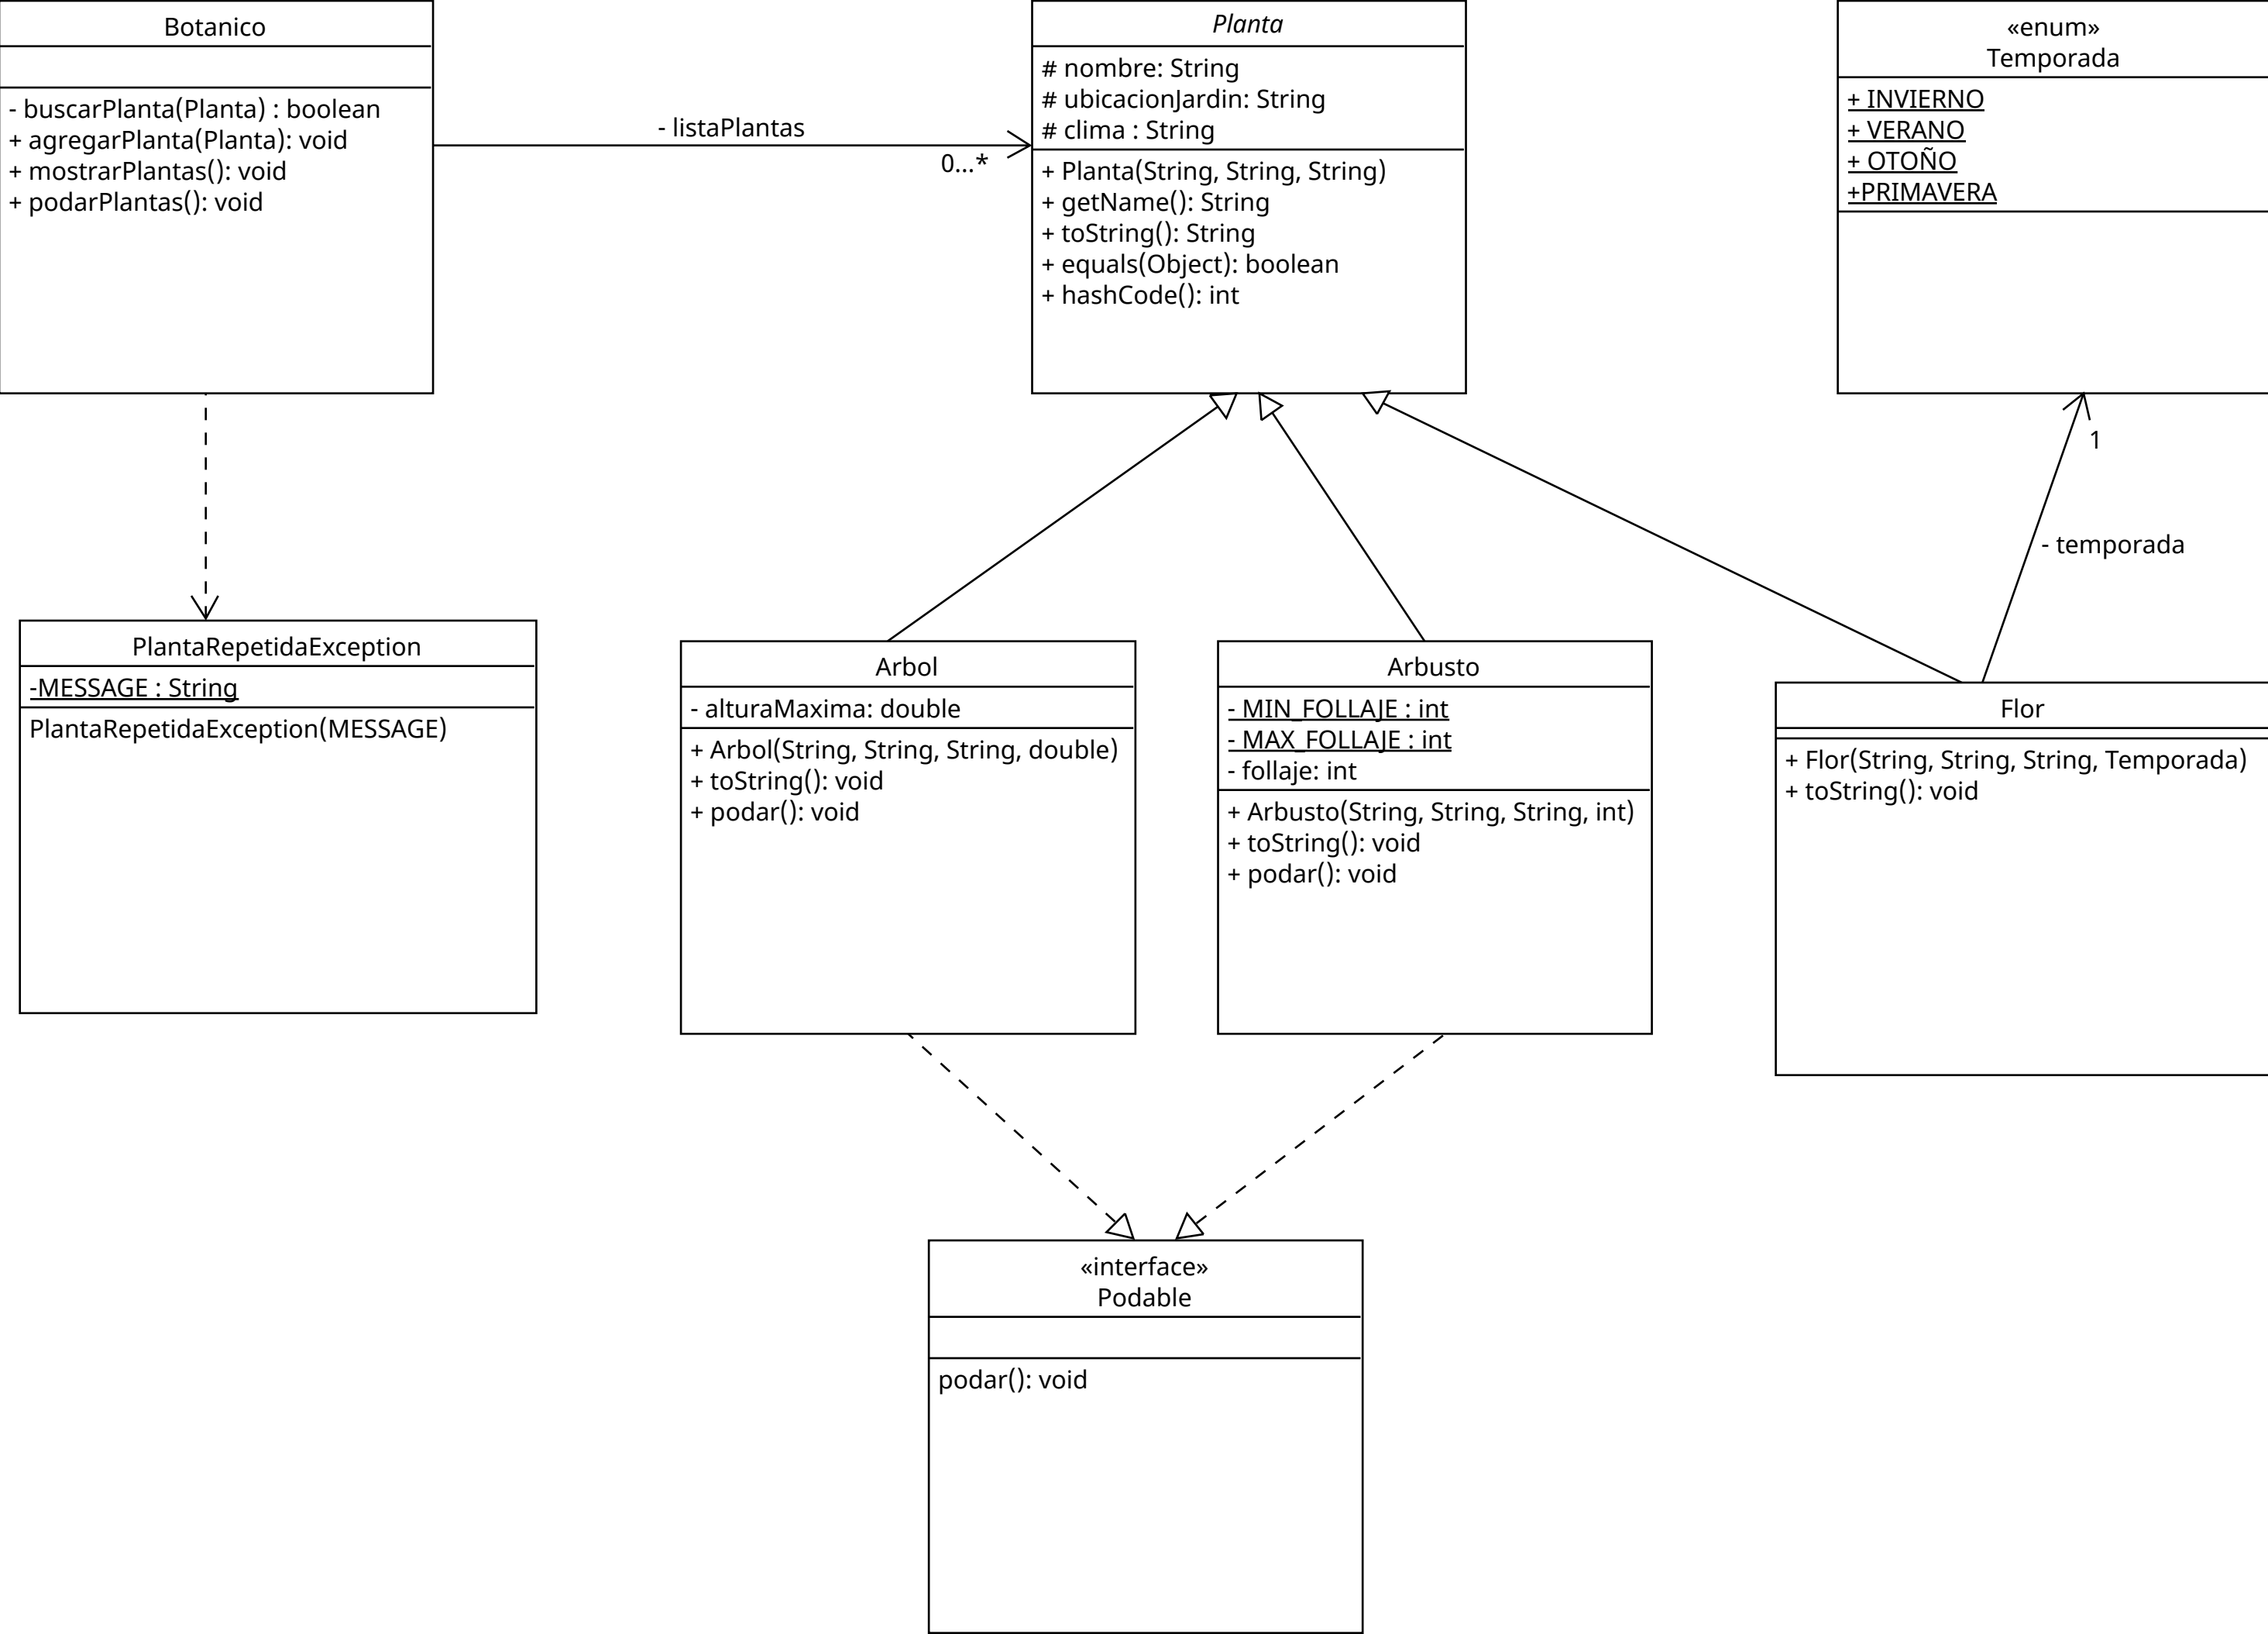 Botanico
- buscarPlanta(Planta) : boolean
+ agregarPlanta(Planta): void
+ mostrarPlantas(): void
+ podarPlantas(): void
- listaPlantas
0...*
Planta
# nombre: String
# ubicacionJardin: String
# clima : String
+ Planta(String, String, String)
+ getName(): String
+ toString(): String
+ equals(Object): boolean
+ hashCode(): int
«enum»
Temporada
+ INVIERNO
+ VERANO
+ OTOÑO
+PRIMAVERA
1
- temporada
PlantaRepetidaException
-MESSAGE : String
PlantaRepetidaException(MESSAGE)
Arbol
- alturaMaxima: double
+ Arbol(String, String, String, double)
+ toString(): void
+ podar(): void
Arbusto
- MIN_FOLLAJE : int
- MAX_FOLLAJE : int
- follaje: int
+ Arbusto(String, String, String, int)
+ toString(): void
+ podar(): void
Flor
+ Flor(String, String, String, Temporada)
+ toString(): void
«interface»
Podable
podar(): void